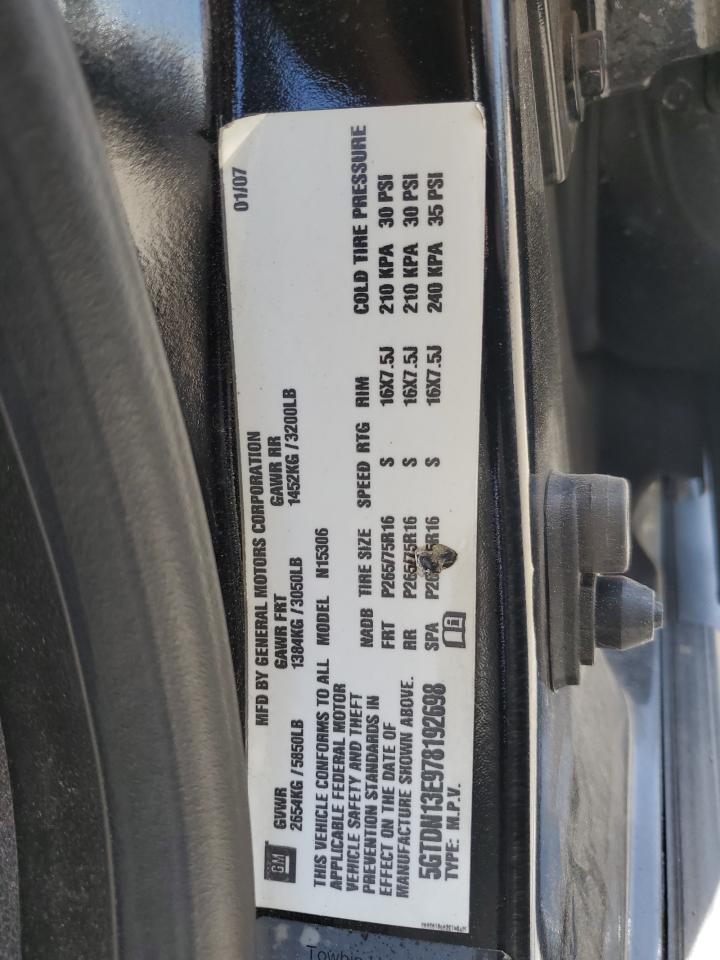 01/07
MFD BY GENERAL MOTORS CORPORATION
GVWR GAWR FRT GAWR RR
2654KG/5850LB 1384KG/3050LB 1452KG/3200LB
GM
THIS VEHICLE CONFORMS TO ALL
APPLICABLE FEDERAL MOTOR
VEHICLE SAFETY AND THEFT
PREVENTION STANDARDS IN
EFFECT ON THE DATE OF
MANUFACTURE SHOWN ABOVE.
5GTDN13E978192698
TYPE: M.P.V.
MODEL N15306
NADB TIRE SIZE SPEED RTG RIM COLD TIRE PRESSURE
FRT P265/75R16 S 16X7.5J 210 KPA 30 PSI
RR P265/75R16 S 16X7.5J 210 KPA 30 PSI
SPA P265/75R16 S 16X7.5J 240 KPA 35 PSI
Towbin